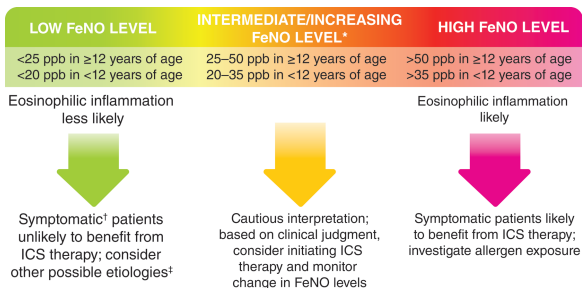 LOW FeNO LEVEL
<25 ppb in ≥12 years of age
<20 ppb in <12 years of age
Eosinophilic inflammation
less likely
Symptomatic† patients
unlikely to benefit from
ICS therapy; consider
other possible etiologies‡
INTERMEDIATE/INCREASING
FeNO LEVEL*
25–50 ppb in ≥12 years of age
20–35 ppb in <12 years of age
Cautious interpretation;
based on clinical judgment,
consider initiating ICS
therapy and monitor
change in FeNO levels
HIGH FeNO LEVEL
>50 ppb in ≥12 years of age
>35 ppb in <12 years of age
Eosinophilic inflammation
likely
Symptomatic patients likely
to benefit from ICS therapy;
investigate allergen exposure